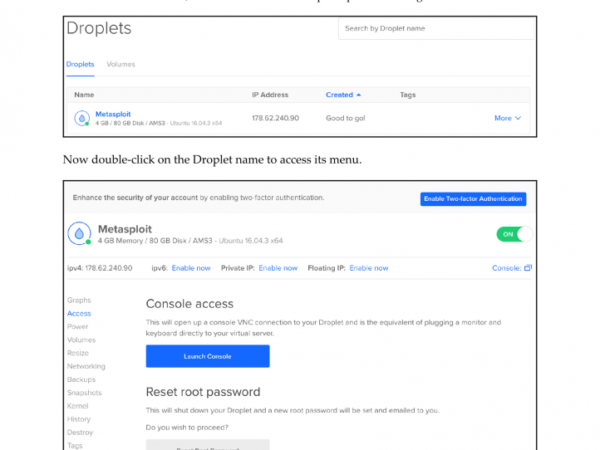 Droplets
Search by Droplet name
Droplets Volumes
Name IP Address Created Tags
Metasploit
4 GB / 80 GB Disk / AMS3 - Ubuntu 16.04.3 x64 178.62.240.90 Good to go! More
Now double-click on the Droplet name to access its menu.
Enhance the security of your account by enabling two-factor authentication. Enable Two-factor Authentication
Metasploit
4 GB Memory / 80 GB Disk / AMS3 - Ubuntu 16.04.3 x64 ON
ipv4: 178.62.240.90 ipv6: Enable now Private IP: Enable now Floating IP: Enable now Console:
Graphs
Access
Power
Volumes
Resize
Networking
Backups
Snapshots
Kernel
History
Destroy
Tags
Console access
This will open up a console VNC connection to your Droplet and is the equivalent of plugging a monitor and
keyboard directly to your virtual server.
Launch Console
Reset root password
This will shut down your Droplet and a new root password will be set and emailed to you.
Do you wish to proceed?